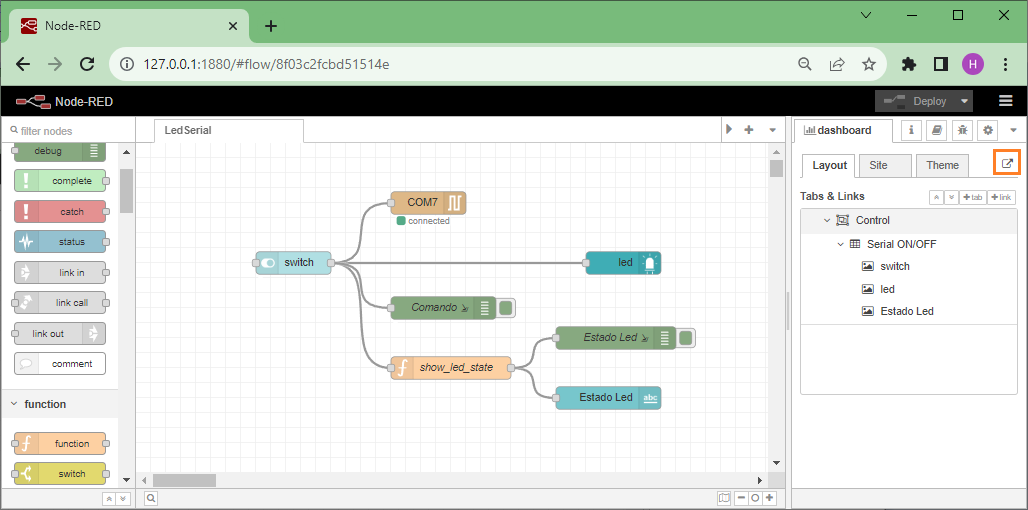 Node-RED
127.0.0.1:1880/#flow/8f03c2fcbd51514e
H
Node-RED
Deploy
filter nodes
debug
complete
catch
status
link in
link call
link out
comment
function
function
switch
LedSerial
COM7
connected
switch
led
Comando
Estado Led
show_led_state
Estado Led
abc
dashboard
i
Layout
Site
Theme
Tabs & Links
+tab
+link
Control
Serial ON/OFF
switch
led
Estado Led